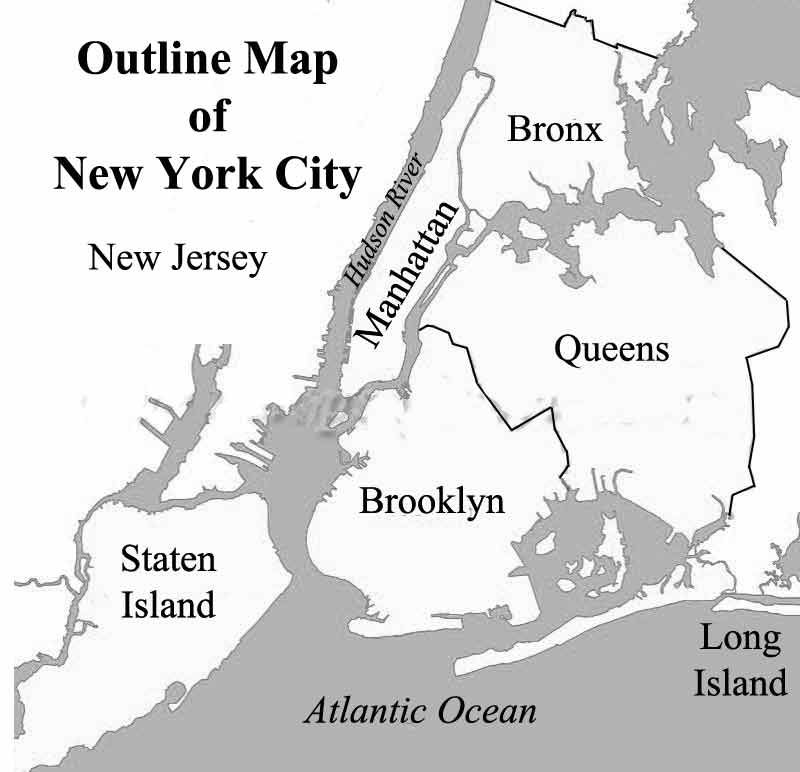 Outline Map
of
New York City
Bronx
Hudson River
Manhattan
New Jersey
Queens
Brooklyn
Staten
Island
Long
Island
Atlantic Ocean